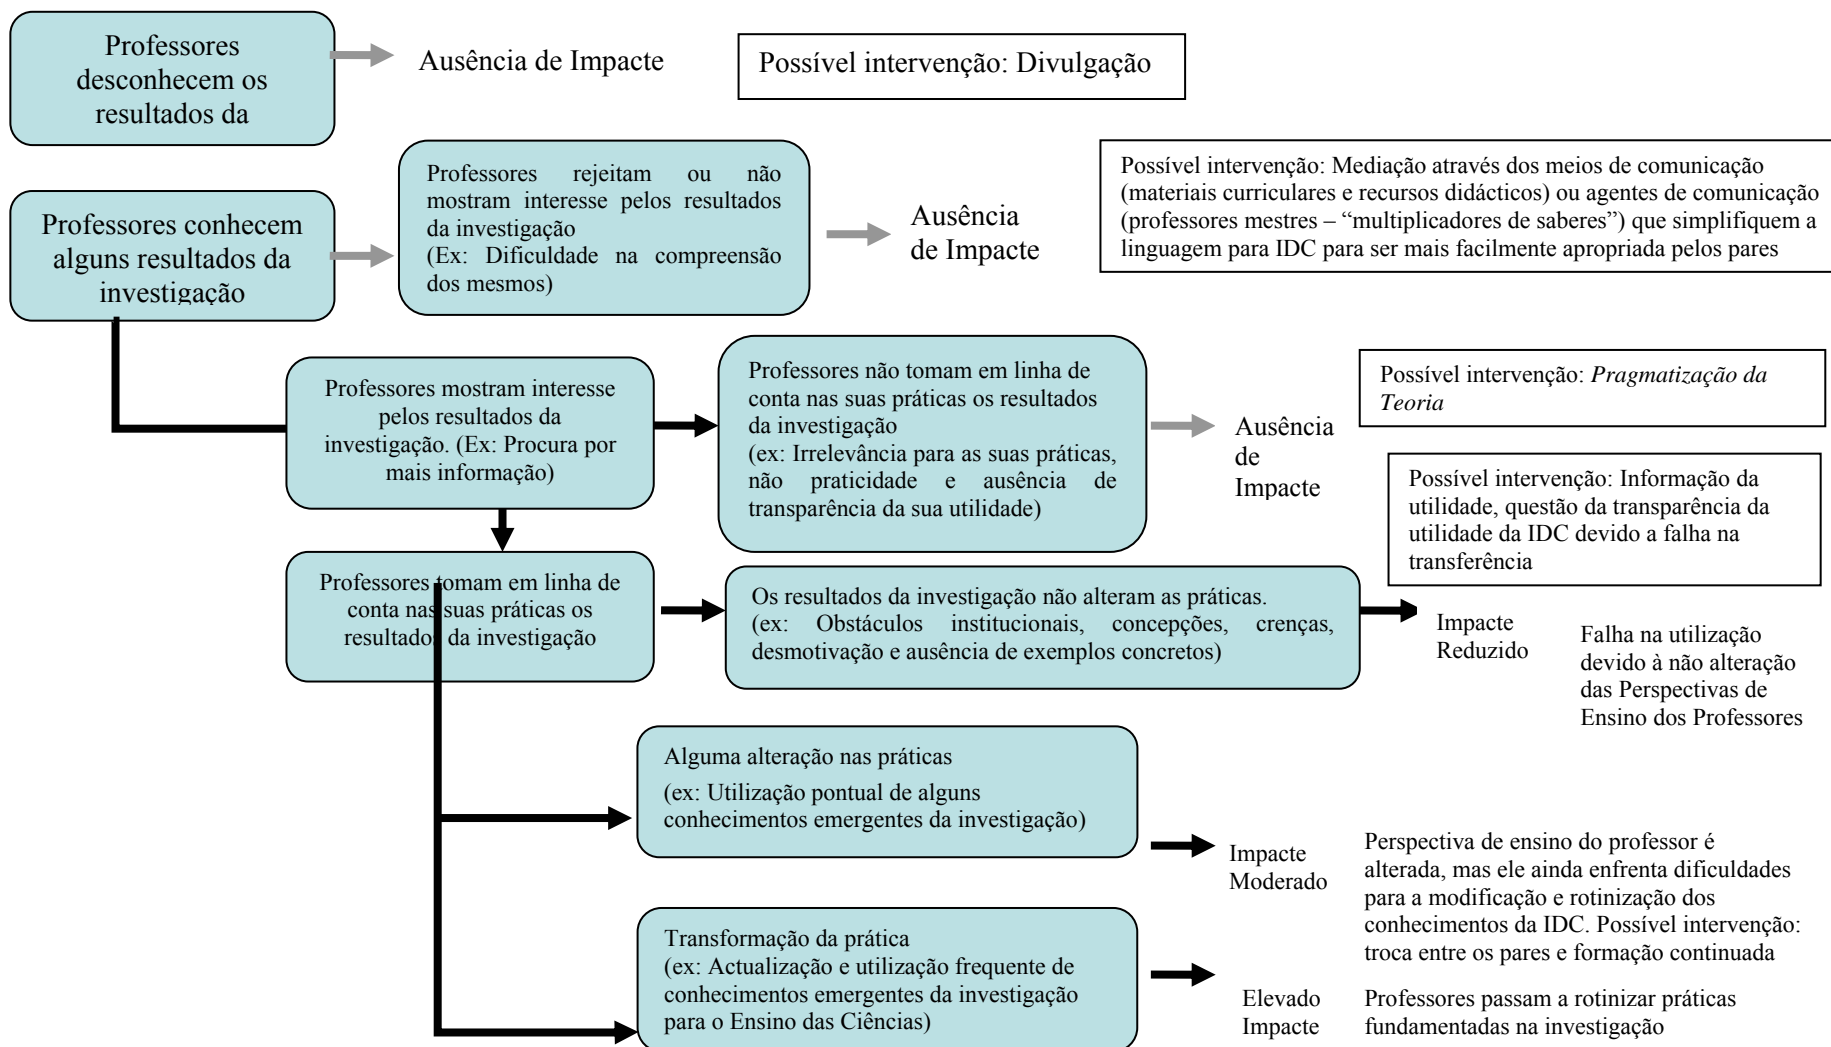 Professores
desconhecem os
resultados da
Ausência de Impacte
Possível intervenção: Divulgação
Professores conhecem
alguns resultados da
investigação
Professores rejeitam ou não
mostram interesse pelos resultados
da investigação
(Ex: Dificuldade na compreensão
dos mesmos)
Ausência
de Impacte
Possível intervenção: Mediação através dos meios de comunicação
(materiais curriculares e recursos didácticos) ou agentes de comunicação
(professores mestres – “multiplicadores de saberes”) que simplifiquem a
linguagem para IDC para ser mais facilmente apropriada pelos pares
Professores mostram interesse
pelos resultados da
investigação. (Ex: Procura por
mais informação)
Professores não tomam em linha de
conta nas suas práticas os resultados
da investigação
(ex: Irrelevância para as suas práticas,
não praticidade e ausência de
transparência da sua utilidade)
Ausência
de
Impacte
Possível intervenção: Pragmatização da
Teoria
Possível intervenção: Informação da
utilidade, questão da transparência da
utilidade da IDC devido a falha na
transferência
Professores tomam em linha de
conta nas suas práticas os
resultados da investigação
Os resultados da investigação não alteram as práticas.
(ex: Obstáculos institucionais, concepções, crenças,
desmotivação e ausência de exemplos concretos)
Impacte
Reduzido
Falha na utilização
devido à não alteração
das Perspectivas de
Ensino dos Professores
Alguma alteração nas práticas
(ex: Utilização pontual de alguns
conhecimentos emergentes da investigação)
Impacte
Moderado
Perspectiva de ensino do professor é
alterada, mas ele ainda enfrenta dificuldades
para a modificação e rotinização dos
conhecimentos da IDC. Possível intervenção:
troca entre os pares e formação continuada
Transformação da prática
(ex: Actualização e utilização frequente de
conhecimentos emergentes da investigação
para o Ensino das Ciências)
Elevado
Impacte
Professores passam a rotinizar práticas
fundamentadas na investigação